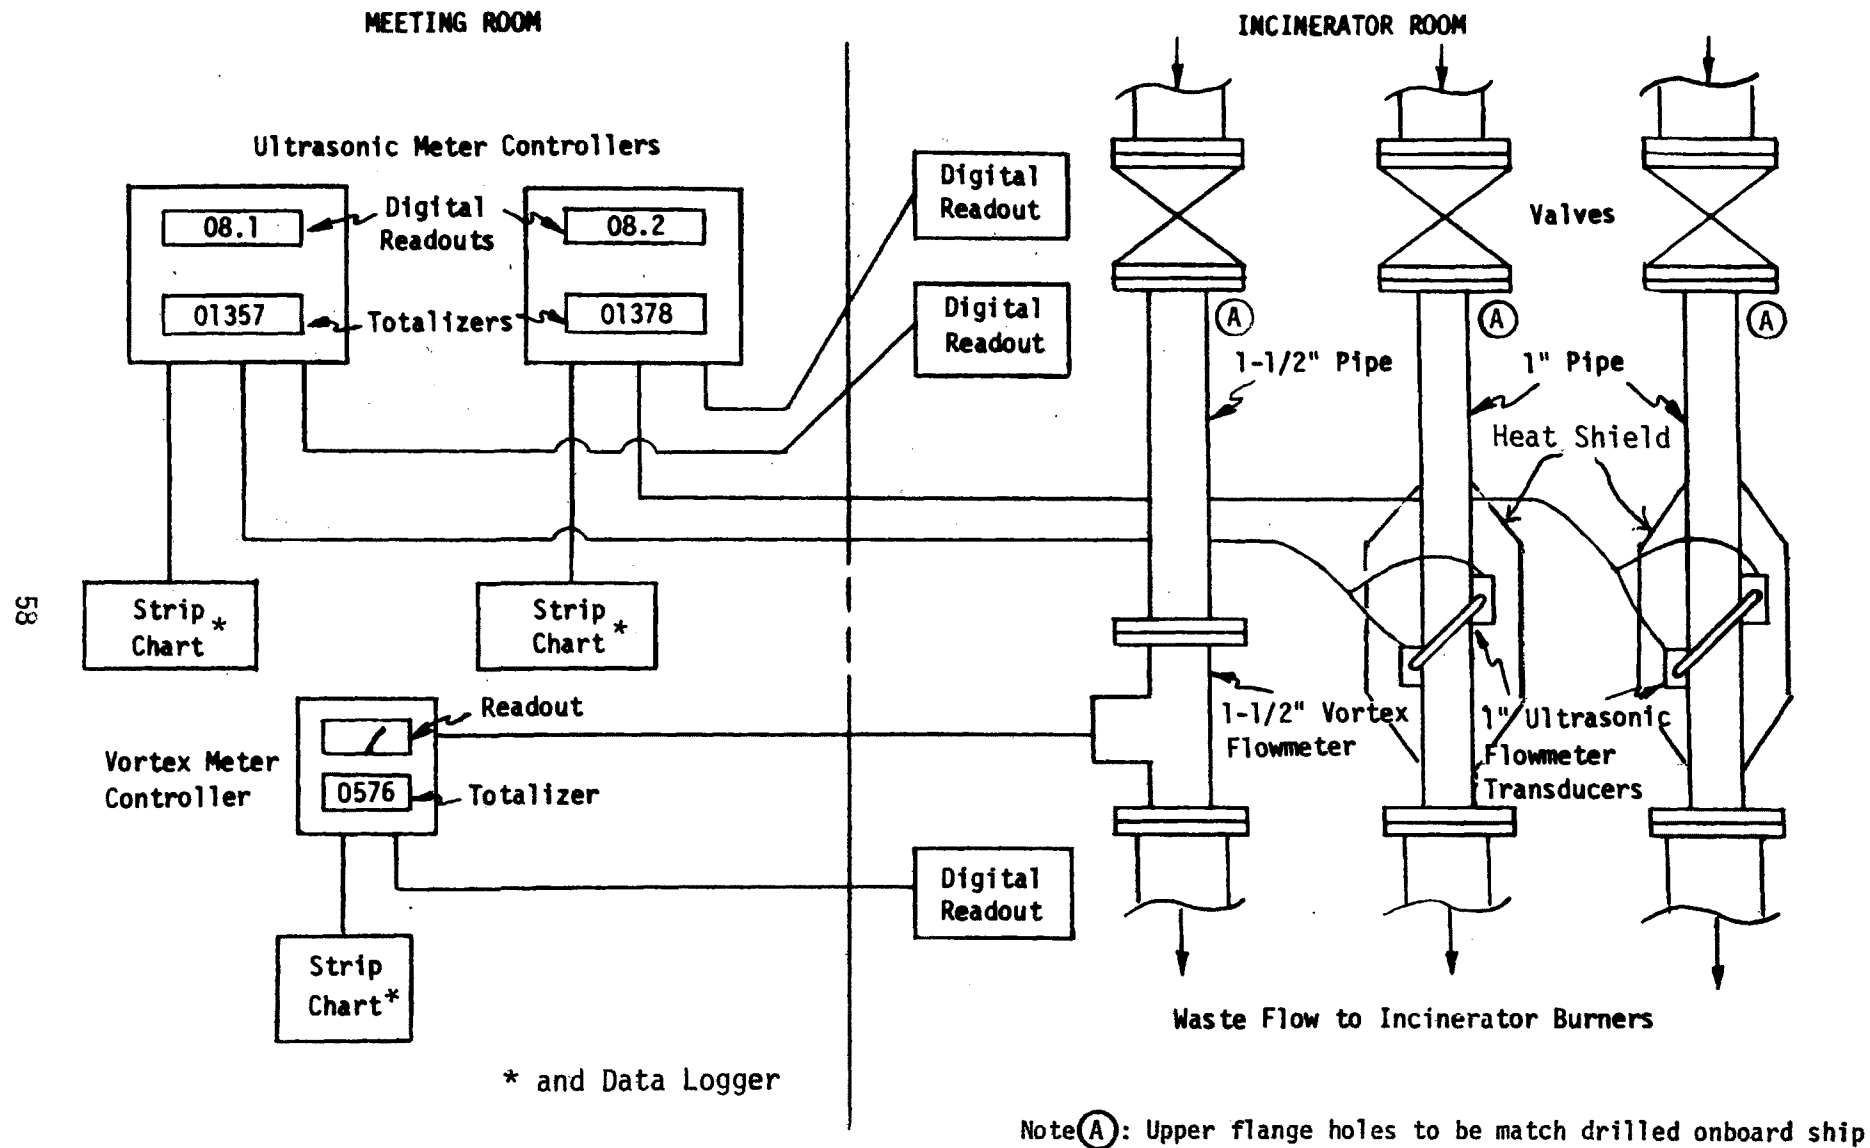 MEETING ROOM
INCINERATOR ROOM
Ultrasonic Meter Controllers
08.1
Digital
Readouts
08.2
01357
Totalizers
01378
Digital
Readout
Digital
Readout
Valves
A
A
A
1-1/2" Pipe
1" Pipe
Heat Shield
Strip
Chart *
Strip
Chart *
58
Readout
Vortex Meter
Controller
0576
Totalizer
1-1/2" Vortex
Flowmeter
1" Ultrasonic
Flowmeter
Transducers
Digital
Readout
Strip
Chart*
Waste Flow to Incinerator Burners
* and Data Logger
Note A: Upper flange holes to be match drilled onboard ship